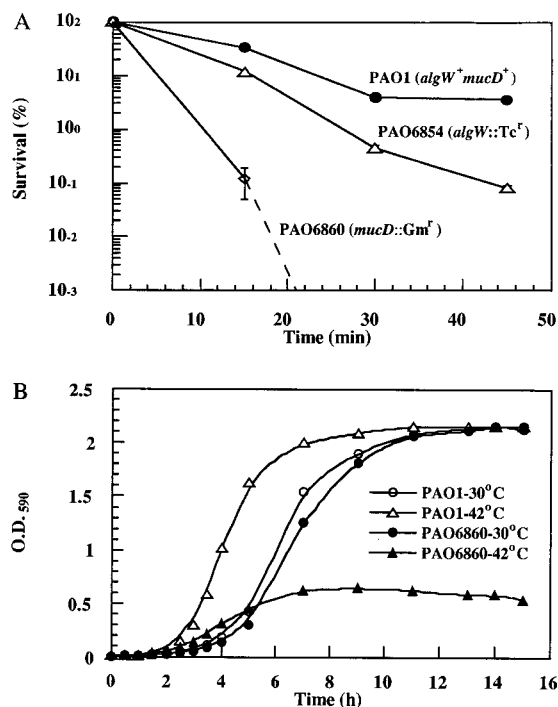 A
10²
10¹
10⁰
10⁻¹
10⁻²
10⁻³
Survival (%)
PAO1 (algW⁺mucD⁺)
PAO6854 (algW::Tcʳ)
PAO6860 (mucD::Gmʳ)
0 10 20 30 40 50
Time (min)
B
2.5
2
1.5
1
0.5
0
O.D.₅₉₀
PAO1-30°C
PAO1-42°C
PAO6860-30°C
PAO6860-42°C
0 2 4 6 8 10 12 14 16
Time (h)